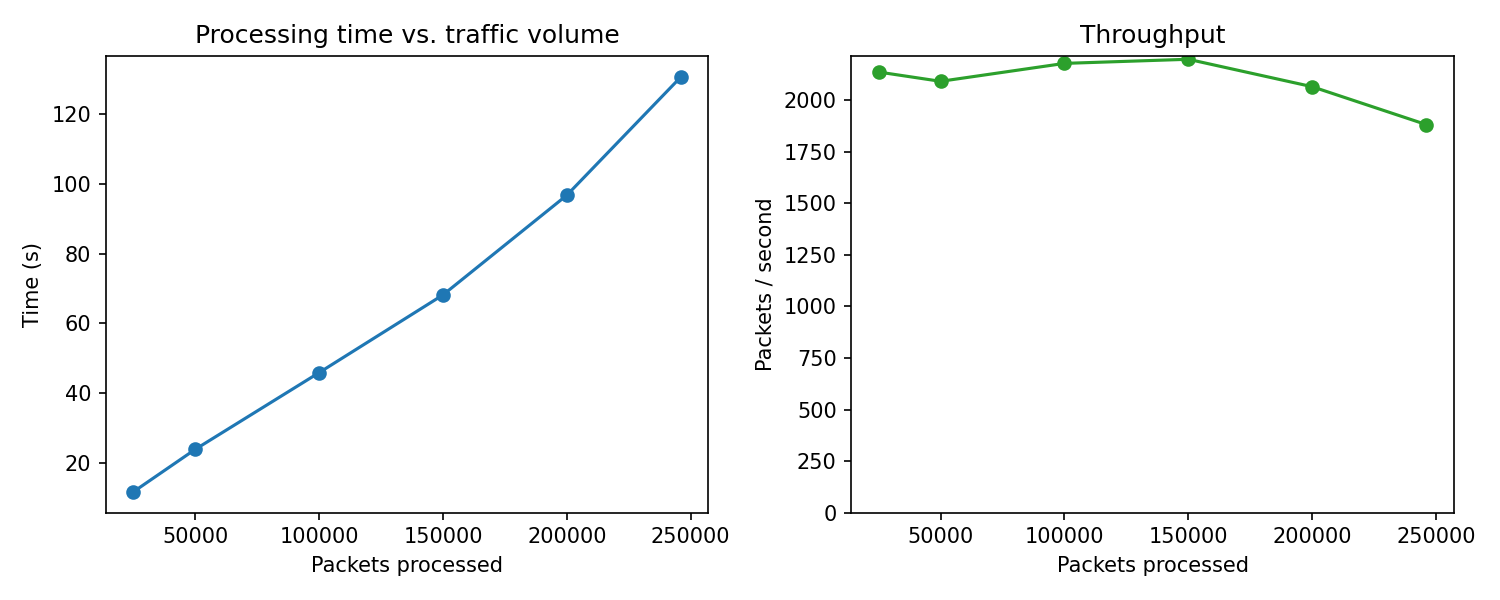 Processing time vs. traffic volume
Time (s)
120
100
80
60
40
20
50000 100000 150000 200000 250000
Packets processed
Throughput
Packets / second
2000
1750
1500
1250
1000
750
500
250
0
50000 100000 150000 200000 250000
Packets processed